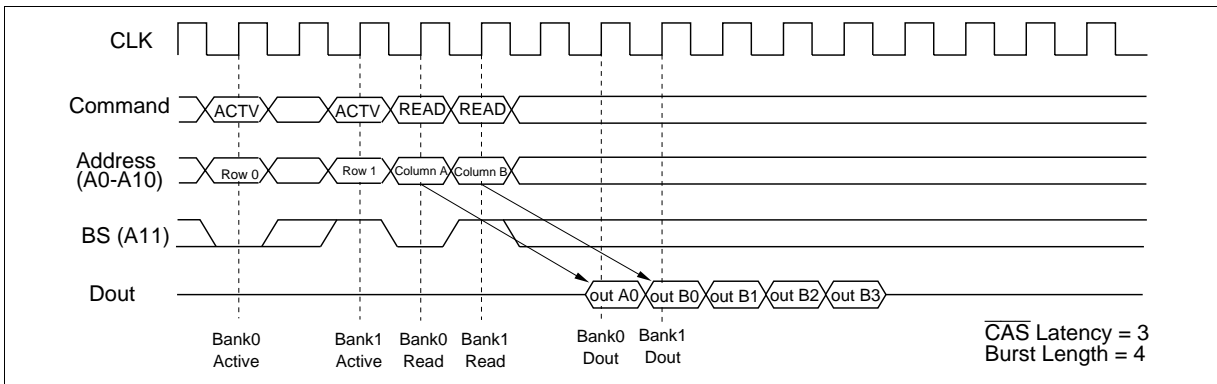 CLK
Command
ACTV
ACTV
READ
READ
Address
(A0-A10)
Row 0
Row 1
Column A
Column B
BS (A11)
Dout
out A0
out B0
out B1
out B2
out B3
Bank0
Active
Bank1
Active
Bank0
Read
Bank1
Read
Bank0
Dout
Bank1
Dout
CAS Latency = 3
Burst Length = 4